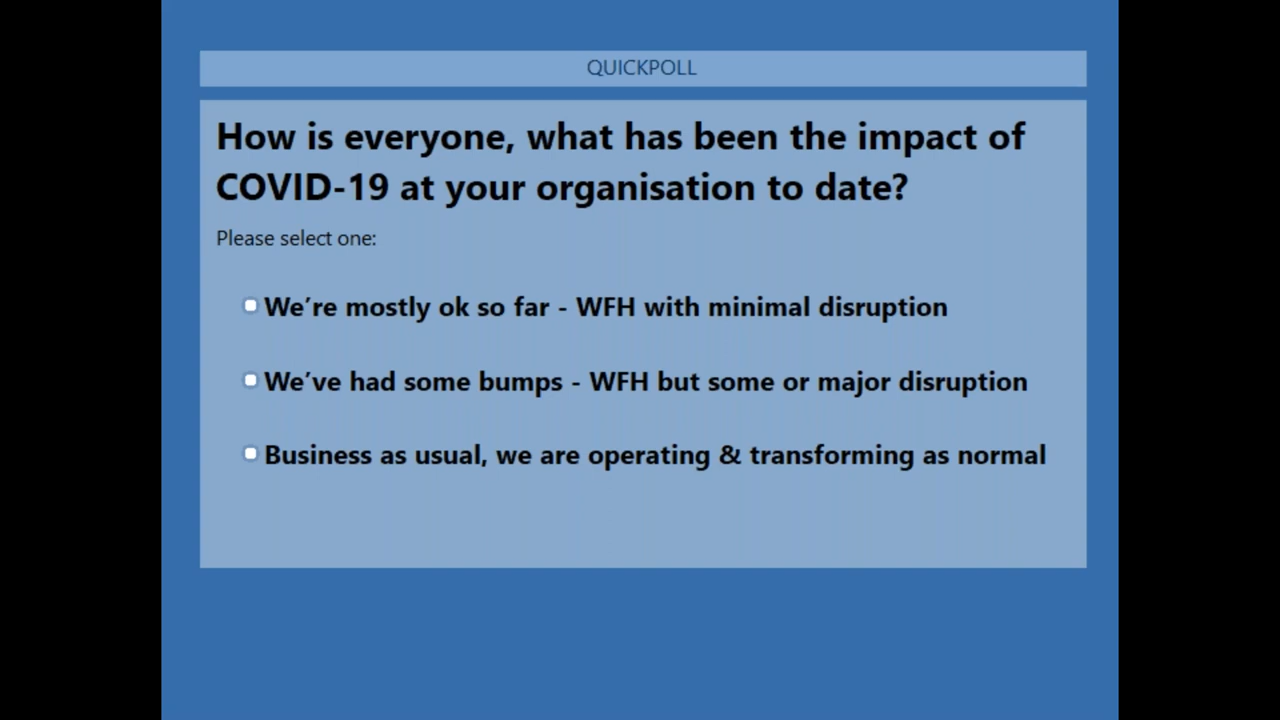 QUICKPOLL
How is everyone, what has been the impact of
COVID-19 at your organisation to date?
Please select one:
We’re mostly ok so far - WFH with minimal disruption
We’ve had some bumps - WFH but some or major disruption
Business as usual, we are operating & transforming as normal